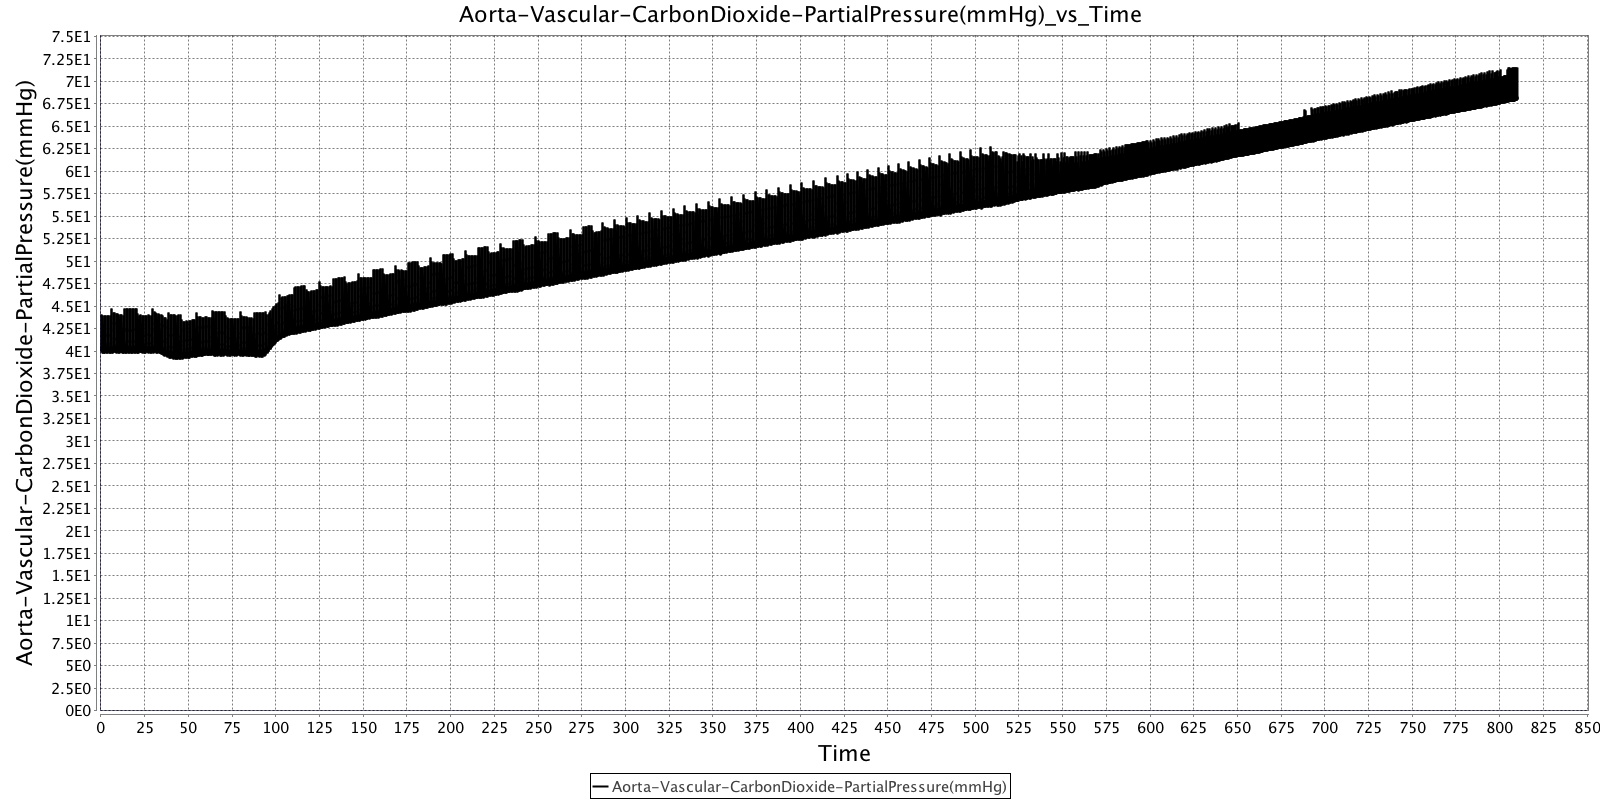 Aorta-Vascular-CarbonDioxide-PartialPressure(mmHg)_vs_Time
Aorta-Vascular-CarbonDioxide-PartialPressure(mmHg)
7.5E1
7.25E1
7E1
6.75E1
6.5E1
6.25E1
6E1
5.75E1
5.5E1
5.25E1
5E1
4.75E1
4.5E1
4.25E1
4E1
3.75E1
3.5E1
3.25E1
3E1
2.75E1
2.5E1
2.25E1
2E1
1.75E1
1.5E1
1.25E1
1E1
7.5E0
5E0
2.5E0
0E0
0 25 50 75 100 125 150 175 200 225 250 275 300 325 350 375 400 425 450 475 500 525 550 575 600 625 650 675 700 725 750 775 800 825 850
Time
Aorta-Vascular-CarbonDioxide-PartialPressure(mmHg)